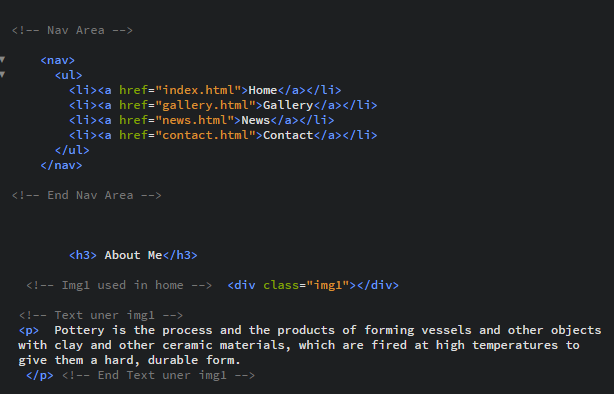 <!-- Nav Area -->
<nav>
<ul>
<li><a href="index.html">Home</a></li>
<li><a href="gallery.html">Gallery</a></li>
<li><a href="news.html">News</a></li>
<li><a href="contact.html">Contact</a></li>
</ul>
</nav>
<!-- End Nav Area -->
<h3> About Me</h3>
<!-- Img1 used in home -->  <div class="img1"></div>
<!-- Text uner img1 -->
<p>  Pottery is the process and the products of forming vessels and other objects
with clay and other ceramic materials, which are fired at high temperatures to
give them a hard, durable form.
</p> <!-- End Text uner img1 -->